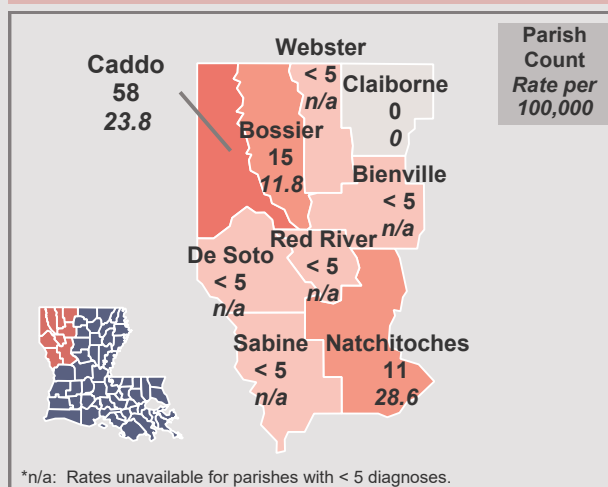 Parish
Count
Rate per
100,000
Caddo
58
23.8
Webster
< 5
n/a
Claiborne
0
0
Bossier
15
11.8
Bienville
< 5
n/a
De Soto
< 5
n/a
Red River
< 5
n/a
Sabine
< 5
n/a
Natchitoches
11
28.6
*n/a: Rates unavailable for parishes with < 5 diagnoses.